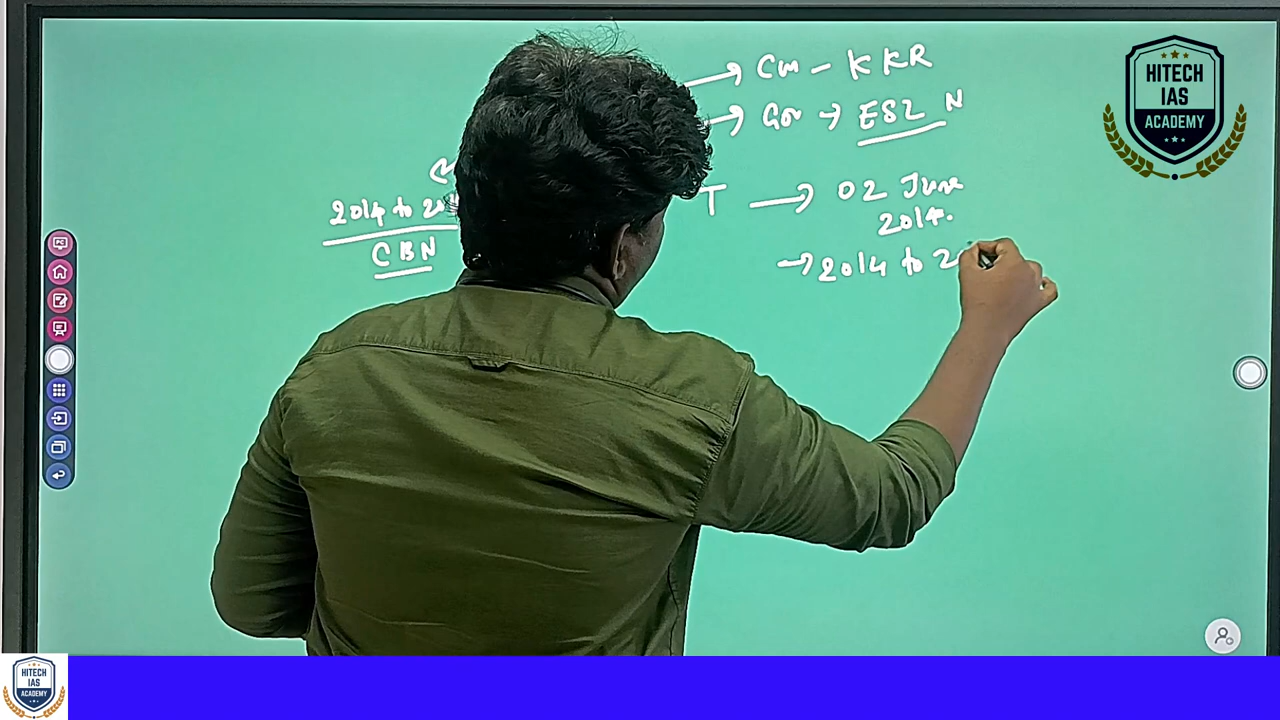 Cm - KKR
Gov → ESL N
T → 02 June
2014.
→ 2014 to 2
2014 to 20
CBN
HITECH
IAS
ACADEMY
HITECH
IAS
ACADEMY